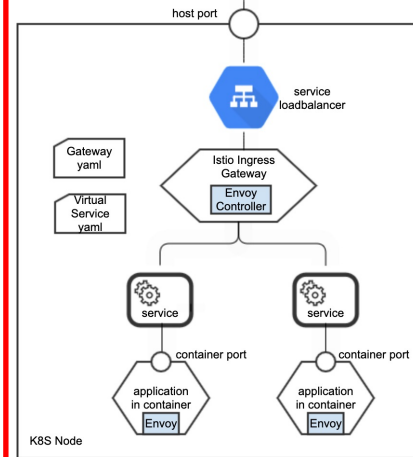 host port
service
loadbalancer
Gateway
yaml
Istio Ingress
Gateway
Envoy
Controller
Virtual
Service
yaml
service
service
container port
container port
application
in container
Envoy
application
in container
Envoy
K8S Node